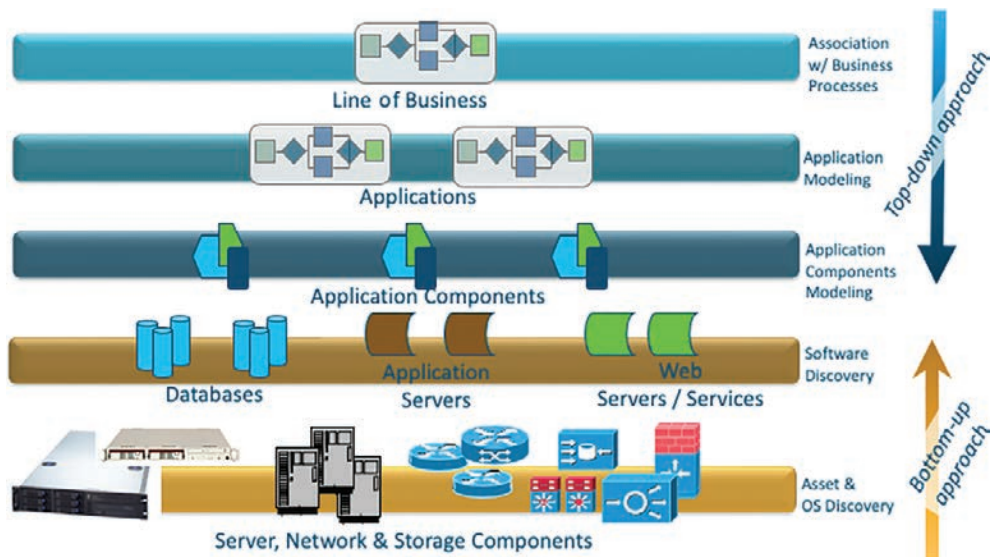 Association
w/ Business
Processes
Line of Business
Top-down approach
Application
Modeling
Applications
Application
Components
Modeling
Application Components
Software
Discovery
Databases
Application
Servers
Web
Servers / Services
Bottom-up
approach
Asset &
OS Discovery
Server, Network & Storage Components